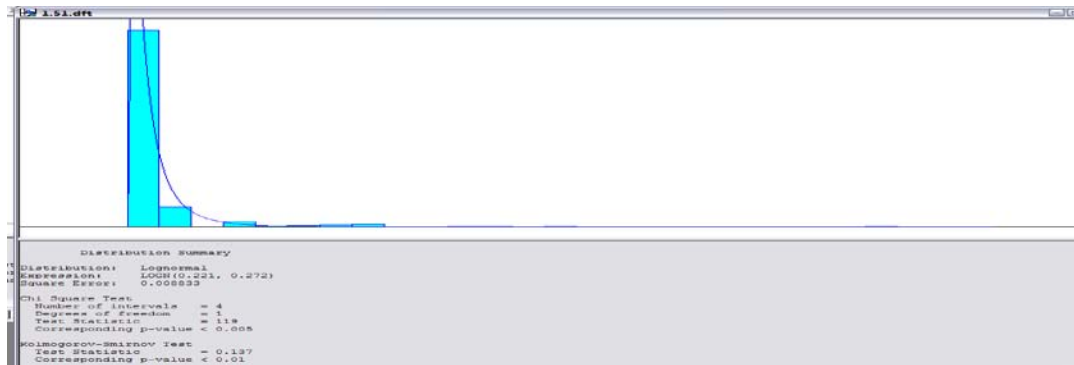 1.51.dft
Distribution Summary
Distribution: Lognormal
Expression: LOGN(0.221, 0.272)
Square Error: 0.008833
Chi Square Test
Number of intervals = 4
Degrees of freedom = 1
Test Statistic = 119
Corresponding p-value < 0.005
Kolmogorov-Smirnov Test
Test Statistic = 0.137
Corresponding p-value < 0.01